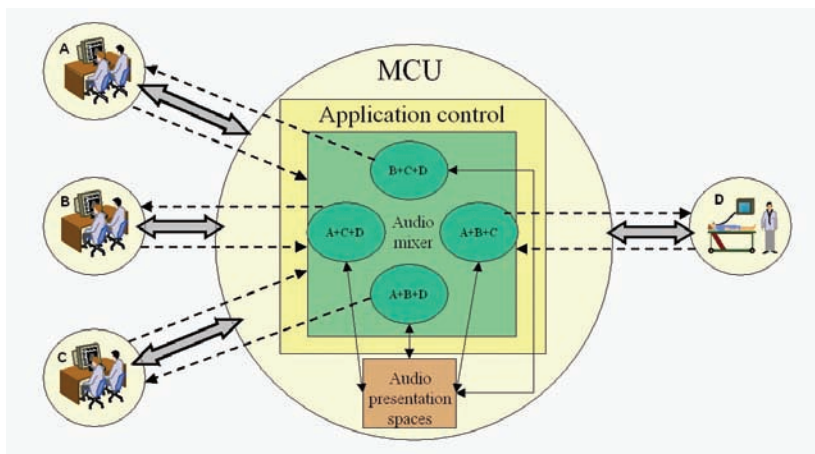 A
MCU
Application control
B+C+D
B
D
A+C+D
Audio
mixer
A+B+C
A+B+D
C
Audio
presentation
spaces